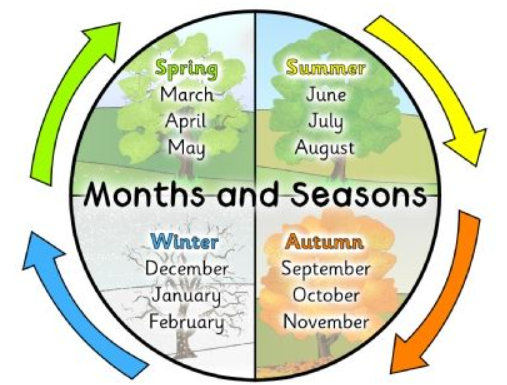 Spring
March
April
May
Summer
June
July
August
Months and Seasons
Winter
December
January
February
Autumn
September
October
November